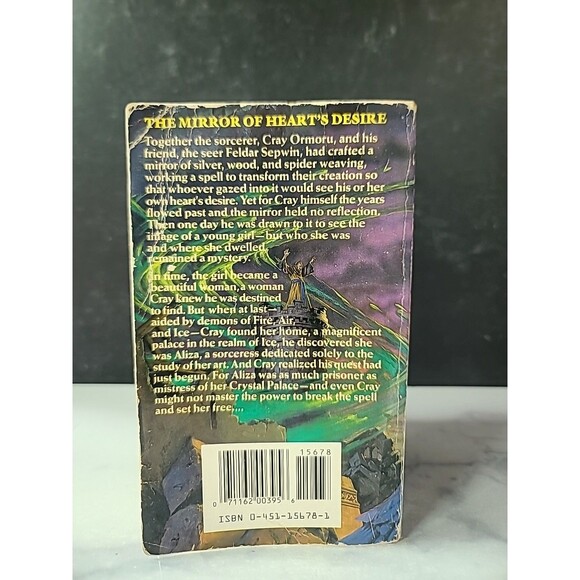 THE MIRROR OF HEART'S DESIRE
Together the sorcerer, Cray Ormoru, and his
friend, the seer Feldar Sepwin, had crafted a
mirror of silver, wood, and spider weaving,
working a spell to transform their creation so
that whoever gazed into it would see his or her
own heart's desire. Yet for Cray himself the years
flowed past and the mirror held no reflection.
Then one day he was drawn to it to see the
image of a young girl—but who she was
and where she dwelled
remained a mystery.
In time, the girl became a
beautiful woman, a woman
Cray knew he was destined
to find. But when at last—
aided by demons of Fire, Air,
and Ice—Cray found her home, a magnificent
palace in the realm of Ice, he discovered she
was Aliza, a sorceress dedicated solely to the
study of her art. And Cray realized his quest had
just begun. For Aliza was as much prisoner as
mistress of her Crystal Palace—and even Cray
might not master the power to break the spell
and set her free....
15678
0 71162 00395 6
ISBN 0-451-15678-1